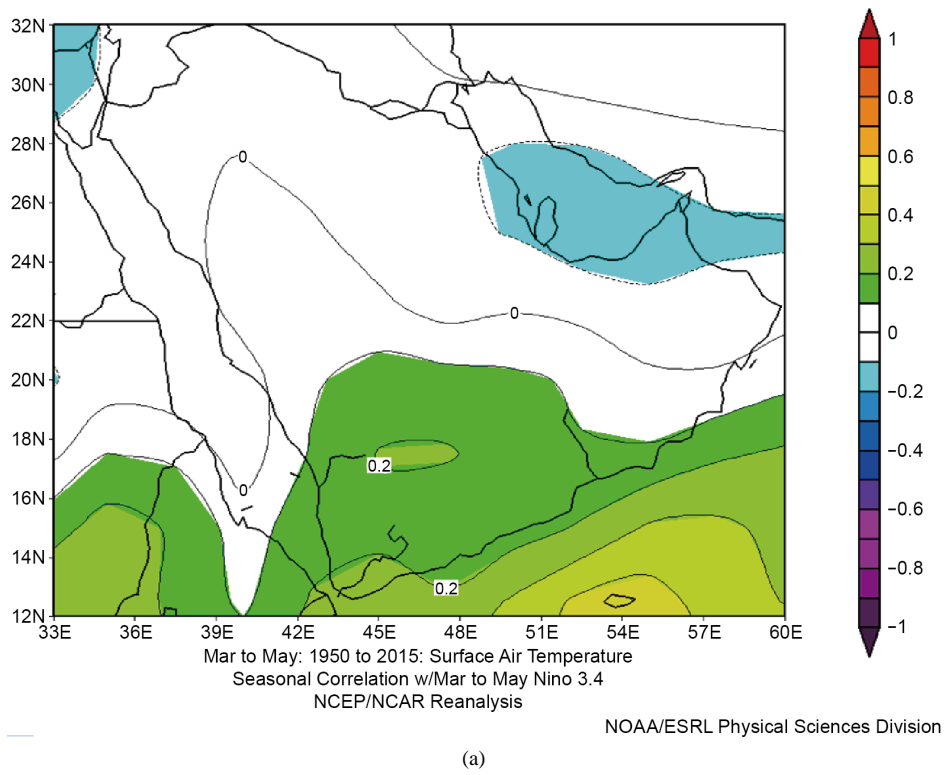 32N
30N
28N
26N
24N
22N
20N
18N
16N
14N
12N
0
0
0
0.2
0.2
33E 36E 39E 42E 45E 48E 51E 54E 57E 60E
1
0.8
0.6
0.4
0.2
0
−0.2
−0.4
−0.6
−0.8
−1
Mar to May: 1950 to 2015: Surface Air Temperature
Seasonal Correlation w/Mar to May Nino 3.4
NCEP/NCAR Reanalysis
NOAA/ESRL Physical Sciences Division
(a)